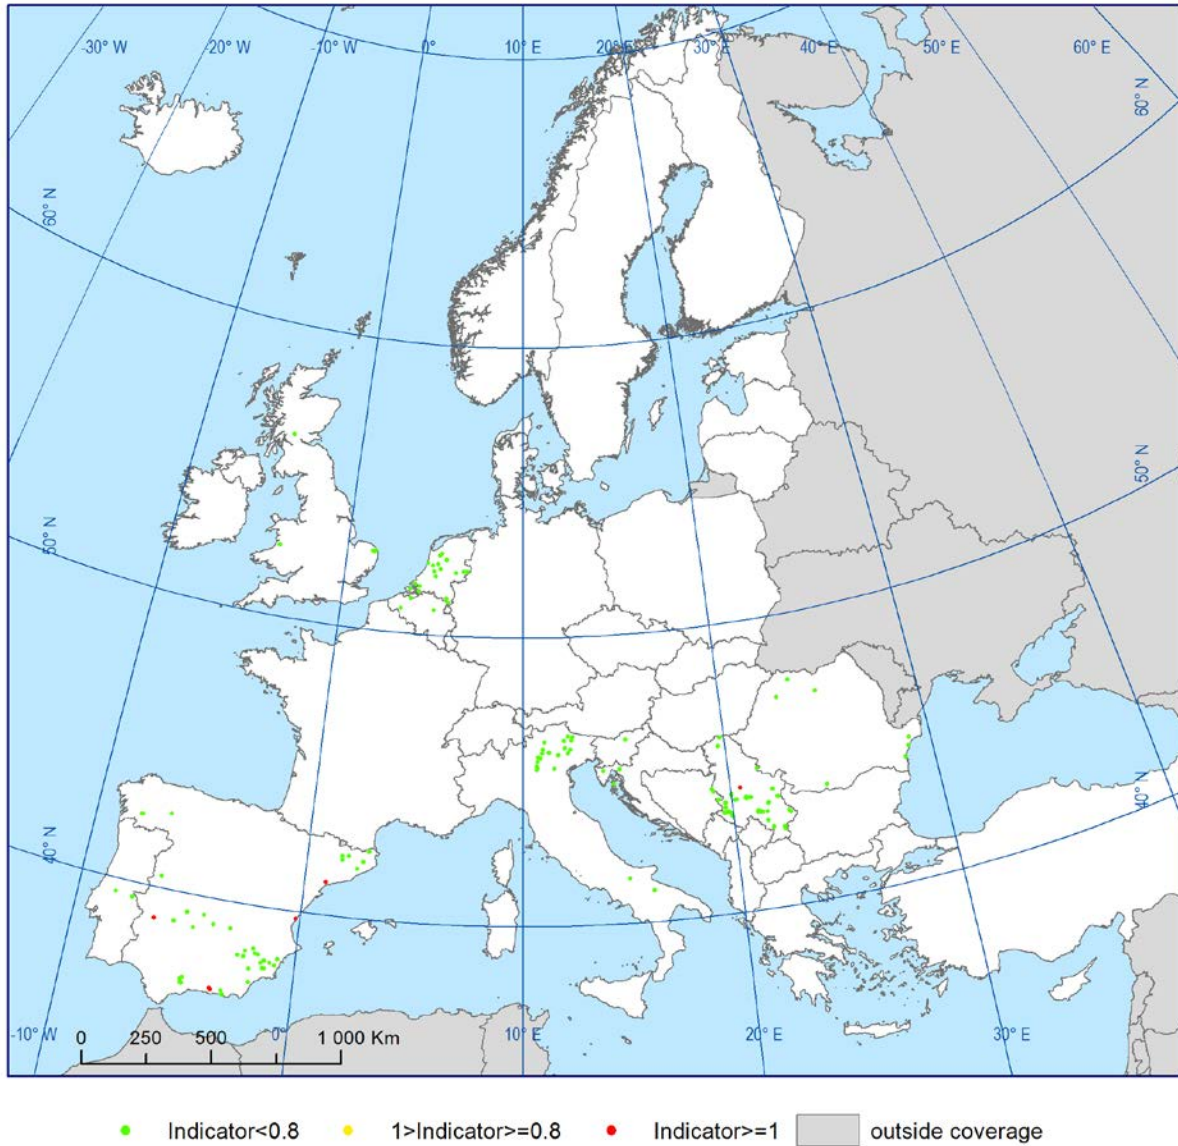 -30° W -20° W -10° W 0° 10° E 20° E 30° E 40° E 50° E 60° E
60° N
60° N
50° N
50° N
40° N
40° N
-10° W 0° 10° E 20° E 30° E
0 250 500 1 000 Km
Indicator<0.8 1>Indicator>=0.8 Indicator>=1 outside coverage